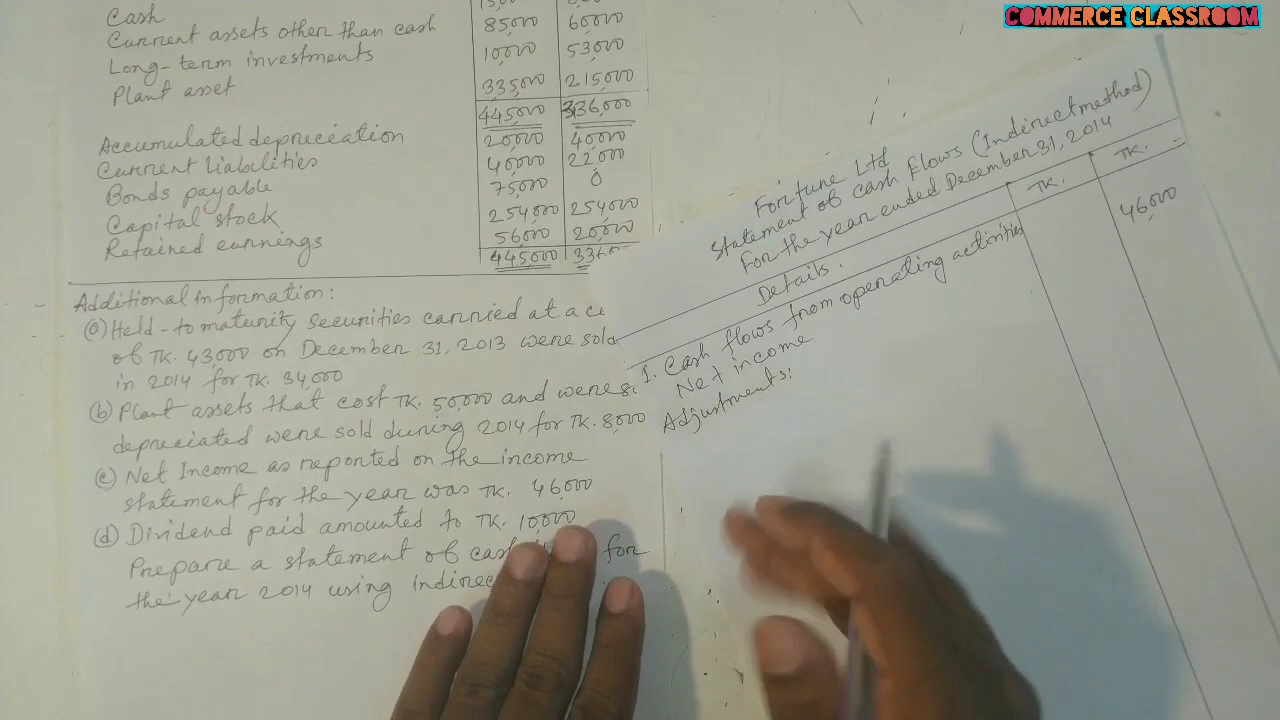 COMMERCE CLASSROOM
Cash
Current assets other than cash 85,000 60,000
Long-term investments 10,000 53,000
Plant asset 335,000 215,000
445,000 336,000
Accumulated depreciation 20,000 40,000
Current liabilities 40,000 22000
Bonds payable 75,000 0
Capital stock 254,000 254000
Retained earnings 56000 20,000
445,000
Additional information:
(a) Held-to maturity securities carried at a
of TK. 43000 on December 31, 2013 were sold
in 2014 for TK. 34,000
(b) Plant assets that cost TK. 50,000 and were
depreciated were sold during 2014 for TK. 8,000
(c) Net Income as reported on the income
statement for the year was TK. 46,000
(d) Dividend paid amounted to TK. 10,000
Prepare a statement of cash for
the year 2014 using
Fortune Ltd
Statement of cash flows (Indirect method)
For the year ended December 31, 2014
Details. TK. TK.
1. Cash flows from operating activities
Net income 46,000
Adjustments: